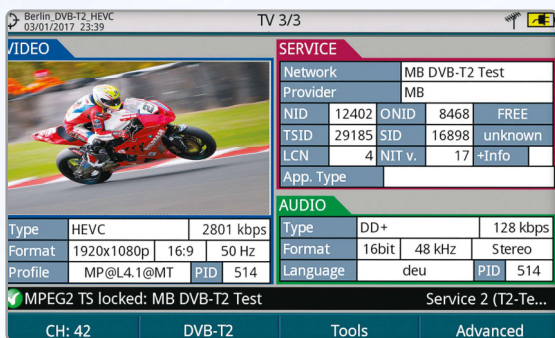 Berlin_DVB-T2_HEVC
03/01/2017 23:39
TV 3/3
VIDEO
Type HEVC 2801 kbps
Format 1920x1080p 16:9 50 Hz
Profile MP@L4.1@MT PID 514
SERVICE
Network MB DVB-T2 Test
Provider MB
NID 12402 ONID 8468 FREE
TSID 29185 SID 16898 unknown
LCN 4 NIT v. 17 +Info
App. Type
AUDIO
Type DD+ 128 kbps
Format 16bit 48 kHz Stereo
Language deu PID 514
MPEG2 TS locked: MB DVB-T2 Test Service 2 (T2-Te...
CH: 42 DVB-T2 Tools Advanced